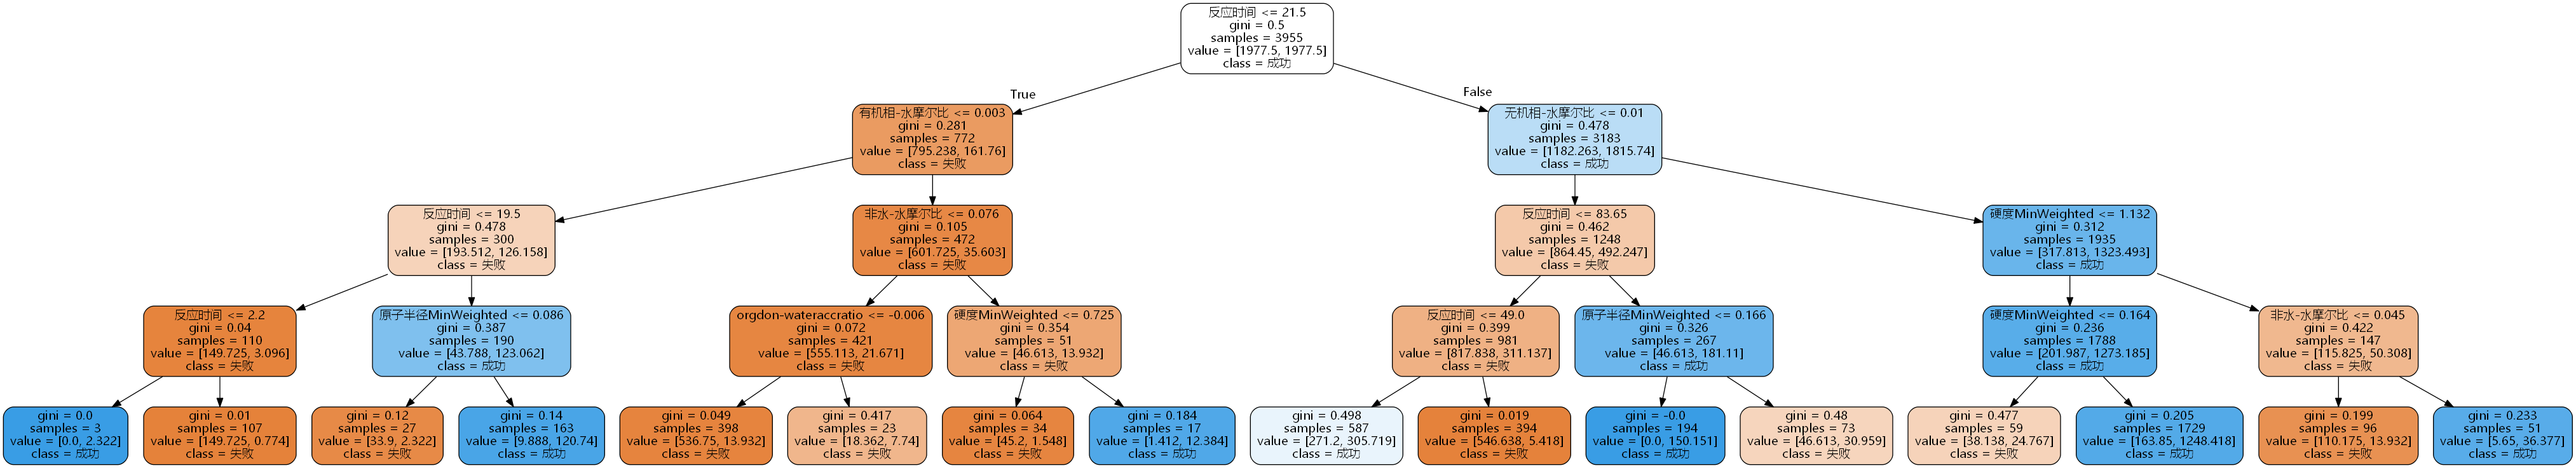 反应时间 <= 21.5
gini = 0.5
samples = 3955
value = [1977.5, 1977.5]
class = 成功
True
False
有机相-水摩尔比 <= 0.003
gini = 0.281
samples = 772
value = [795.238, 161.76]
class = 失败
无机相-水摩尔比 <= 0.01
gini = 0.478
samples = 3183
value = [1182.263, 1815.74]
class = 成功
反应时间 <= 19.5
gini = 0.478
samples = 300
value = [193.512, 126.158]
class = 失败
非水-水摩尔比 <= 0.076
gini = 0.105
samples = 472
value = [601.725, 35.603]
class = 失败
反应时间 <= 83.65
gini = 0.462
samples = 1248
value = [864.45, 492.247]
class = 失败
硬度MinWeighted <= 1.132
gini = 0.312
samples = 1935
value = [317.813, 1323.493]
class = 成功
反应时间 <= 2.2
gini = 0.04
samples = 110
value = [149.725, 3.096]
class = 失败
原子半径MinWeighted <= 0.086
gini = 0.387
samples = 190
value = [43.788, 123.062]
class = 成功
orgdon-wateraccratio <= -0.006
gini = 0.072
samples = 421
value = [555.113, 21.671]
class = 失败
硬度MinWeighted <= 0.725
gini = 0.354
samples = 51
value = [46.613, 13.932]
class = 失败
反应时间 <= 49.0
gini = 0.399
samples = 981
value = [817.838, 311.137]
class = 失败
原子半径MinWeighted <= 0.166
gini = 0.326
samples = 267
value = [46.613, 181.11]
class = 成功
硬度MinWeighted <= 0.164
gini = 0.236
samples = 1788
value = [201.987, 1273.185]
class = 成功
非水-水摩尔比 <= 0.045
gini = 0.422
samples = 147
value = [115.825, 50.308]
class = 失败
gini = 0.0
samples = 3
value = [0.0, 2.322]
class = 成功
gini = 0.01
samples = 107
value = [149.725, 0.774]
class = 失败
gini = 0.12
samples = 27
value = [33.9, 2.322]
class = 失败
gini = 0.14
samples = 163
value = [9.888, 120.74]
class = 成功
gini = 0.049
samples = 398
value = [536.75, 13.932]
class = 失败
gini = 0.417
samples = 23
value = [18.362, 7.74]
class = 失败
gini = 0.064
samples = 34
value = [45.2, 1.548]
class = 失败
gini = 0.184
samples = 17
value = [1.412, 12.384]
class = 成功
gini = 0.498
samples = 587
value = [271.2, 305.719]
class = 成功
gini = 0.019
samples = 394
value = [546.638, 5.418]
class = 失败
gini = -0.0
samples = 194
value = [0.0, 150.151]
class = 成功
gini = 0.48
samples = 73
value = [46.613, 30.959]
class = 失败
gini = 0.477
samples = 59
value = [38.138, 24.767]
class = 失败
gini = 0.205
samples = 1729
value = [163.85, 1248.418]
class = 成功
gini = 0.199
samples = 96
value = [110.175, 13.932]
class = 失败
gini = 0.233
samples = 51
value = [5.65, 36.377]
class = 成功